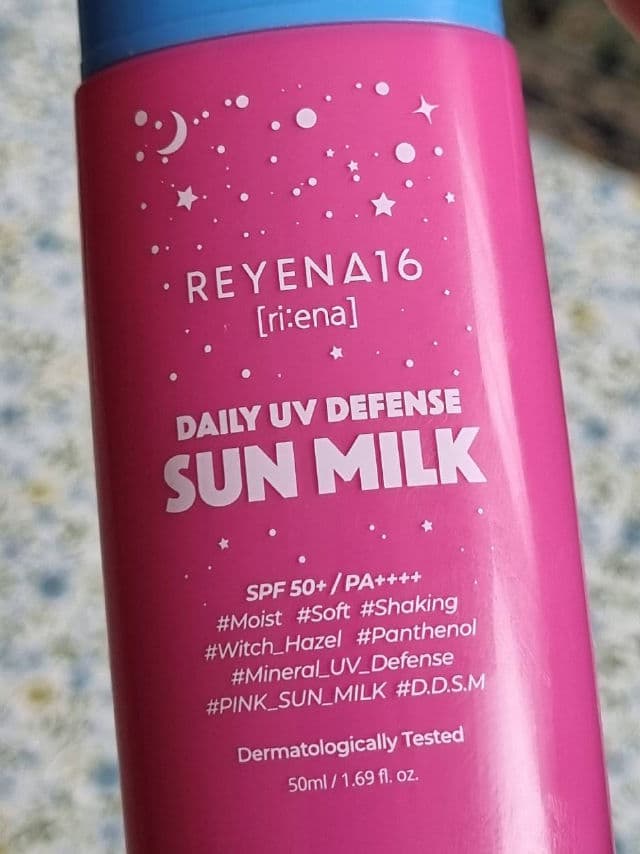 REYENA16
[ri:ena]
DAILY UV DEFENSE
SUN MILK
SPF 50+ / PA++++
#Moist #Soft #Shaking
#Witch_Hazel #Panthenol
#Mineral_UV_Defense
#PINK_SUN_MILK #D.D.S.M
Dermatologically Tested
50ml / 1.69 fl. oz.